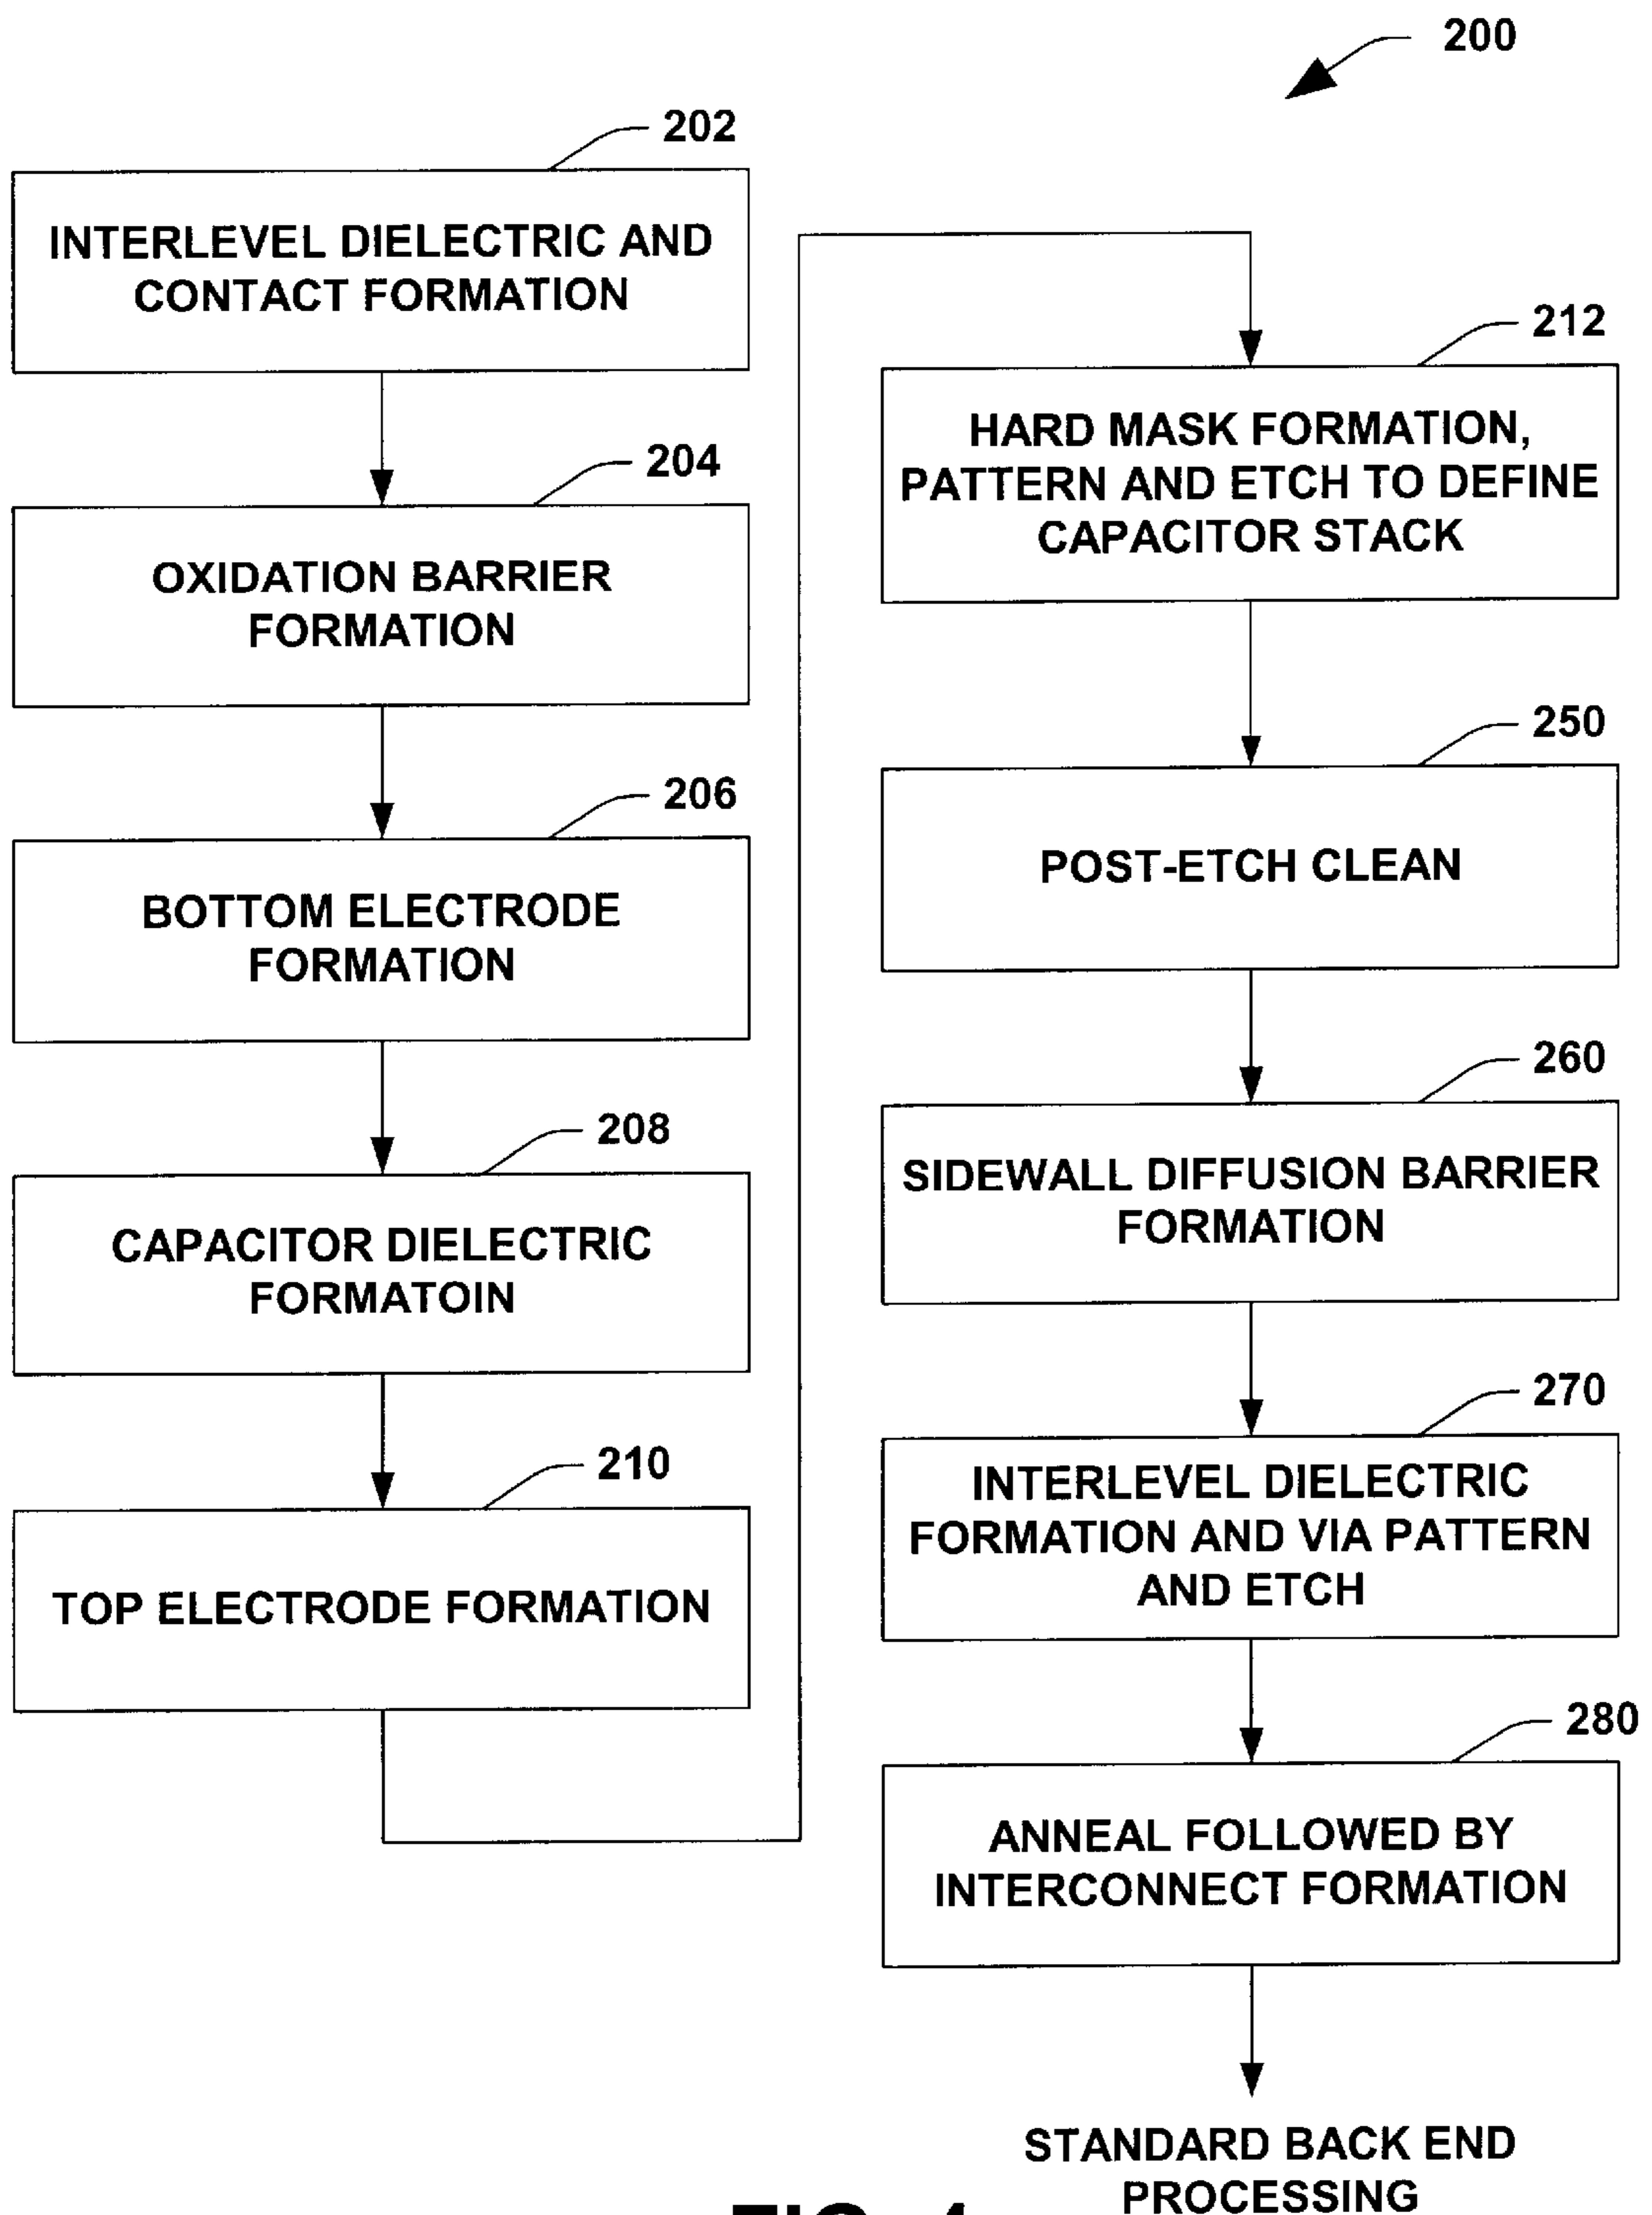 200
202
INTERLEVEL DIELECTRIC AND
CONTACT FORMATION
204
OXIDATION BARRIER
FORMATION
206
BOTTOM ELECTRODE
FORMATION
208
CAPACITOR DIELECTRIC
FORMATOIN
210
TOP ELECTRODE FORMATION
212
HARD MASK FORMATION,
PATTERN AND ETCH TO DEFINE
CAPACITOR STACK
250
POST-ETCH CLEAN
260
SIDEWALL DIFFUSION BARRIER
FORMATION
270
INTERLEVEL DIELECTRIC
FORMATION AND VIA PATTERN
AND ETCH
280
ANNEAL FOLLOWED BY
INTERCONNECT FORMATION
STANDARD BACK END
PROCESSING